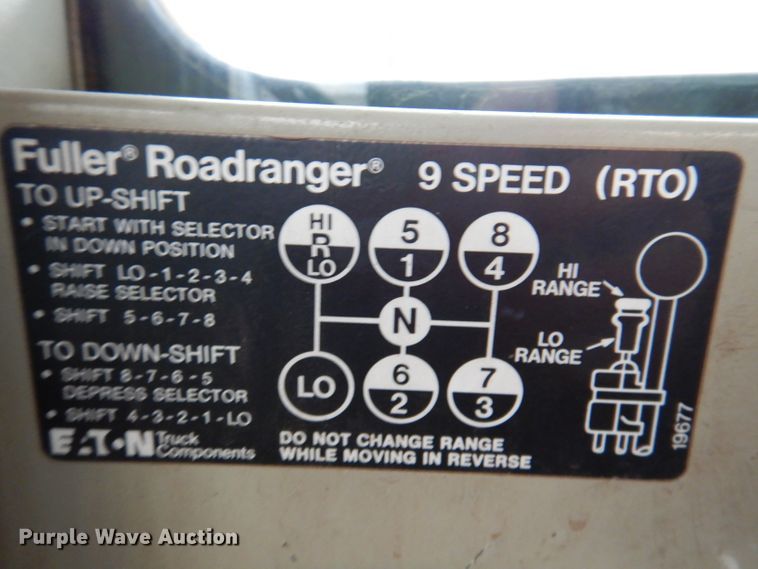 Fuller® Roadranger® 9 SPEED (RTO)
TO UP-SHIFT
• START WITH SELECTOR
IN DOWN POSITION
• SHIFT LO-1-2-3-4
RAISE SELECTOR
• SHIFT 5-6-7-8
TO DOWN-SHIFT
• SHIFT 8-7-6-5
DEPRESS SELECTOR
• SHIFT 4-3-2-1-LO
EATON Truck
Components
HI
R
LO
5
1
8
4
N
LO
6
2
7
3
HI
RANGE
LO
RANGE
DO NOT CHANGE RANGE
WHILE MOVING IN REVERSE
19677
Purple Wave Auction